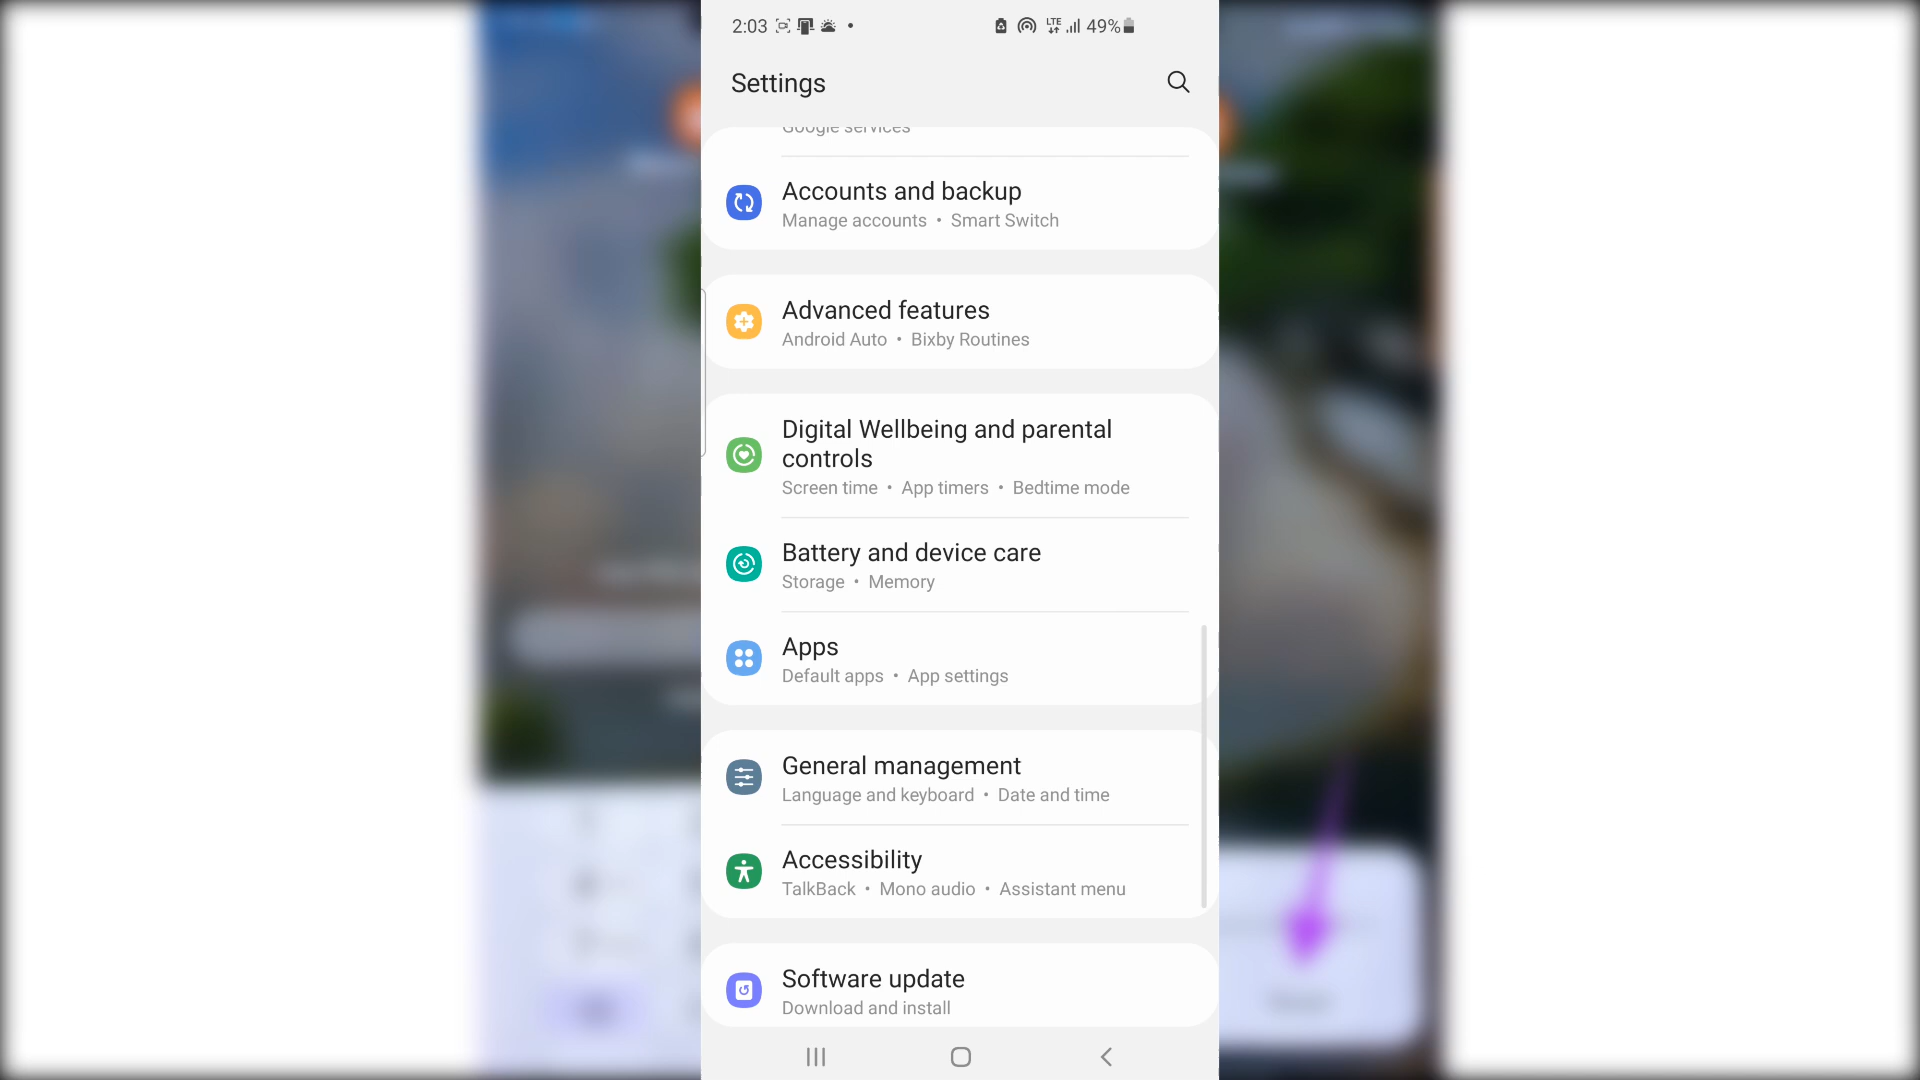 2:03 LTE 49%
Settings
Google services
Accounts and backup
Manage accounts • Smart Switch
Advanced features
Android Auto • Bixby Routines
Digital Wellbeing and parental
controls
Screen time • App timers • Bedtime mode
Battery and device care
Storage • Memory
Apps
Default apps • App settings
General management
Language and keyboard • Date and time
Accessibility
TalkBack • Mono audio • Assistant menu
Software update
Download and install